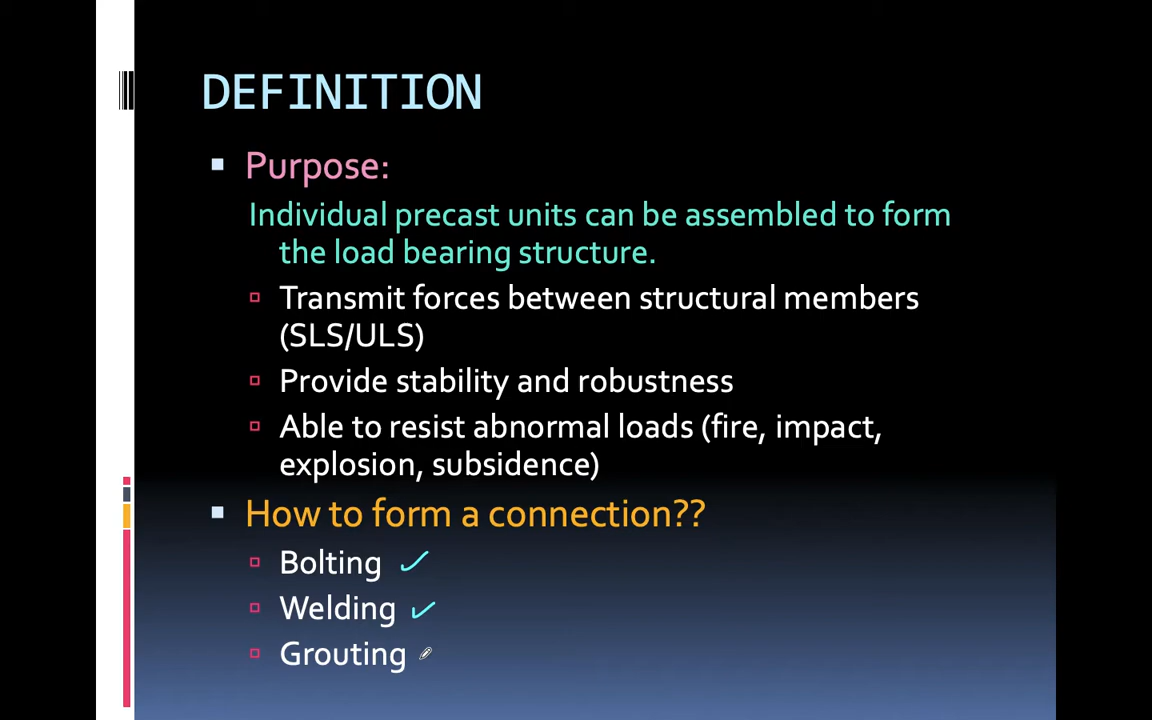 DEFINITION
Purpose:
Individual precast units can be assembled to form
the load bearing structure.
Transmit forces between structural members
(SLS/ULS)
Provide stability and robustness
Able to resist abnormal loads (fire, impact,
explosion, subsidence)
How to form a connection??
Bolting
Welding
Grouting